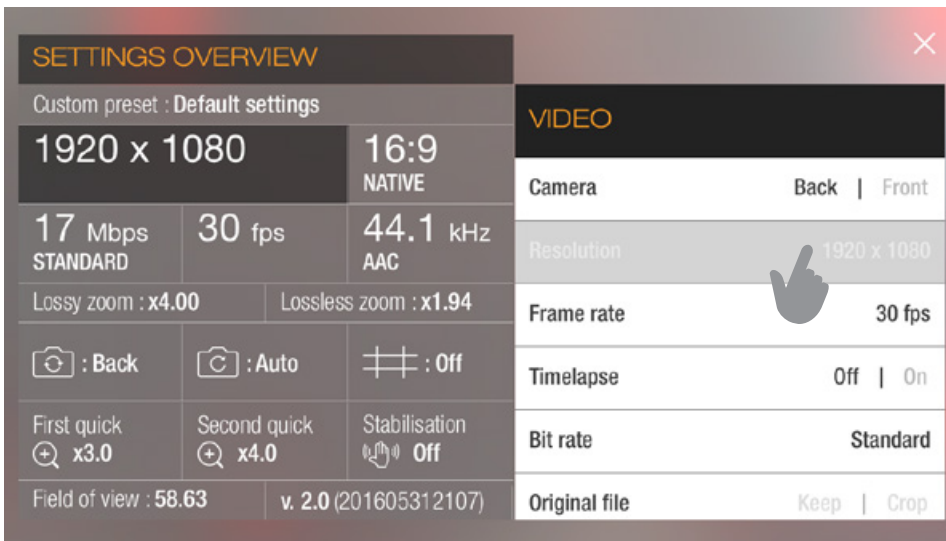 SETTINGS OVERVIEW
Custom preset : Default settings
1920 x 1080
16:9
NATIVE
17 Mbps
STANDARD
30 fps
44.1 kHz
AAC
Lossy zoom : x4.00
Lossless zoom : x1.94
: Back
: Auto
: Off
First quick
x3.0
Second quick
x4.0
Stabilisation
Off
Field of view : 58.63
v. 2.0 (201605312107)
VIDEO
Camera
Back | Front
Resolution
1920 x 1080
Frame rate
30 fps
Timelapse
Off | On
Bit rate
Standard
Original file
Keep | Crop